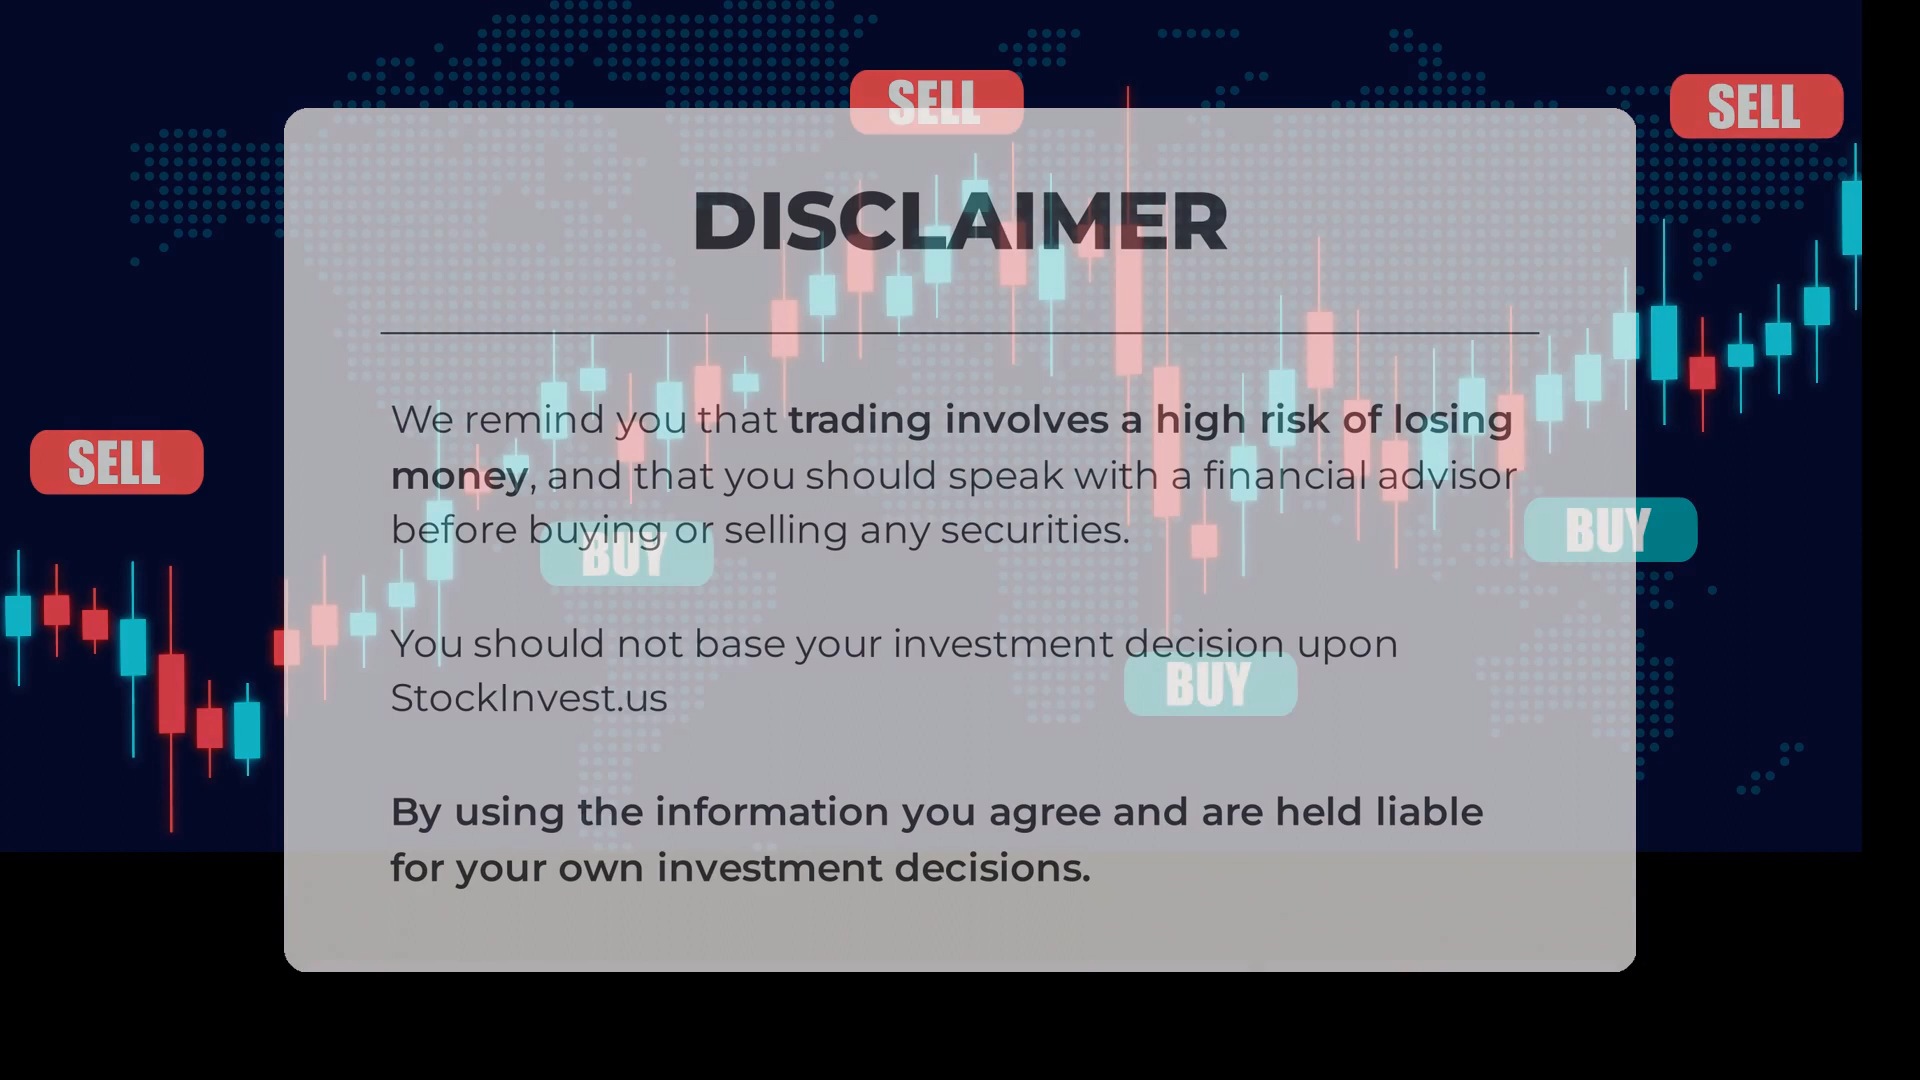 SELL
SELL
DISCLAIMER
We remind you that trading involves a high risk of losing
money, and that you should speak with a financial advisor
before buying or selling any securities.
SELL
BUY
BUY
You should not base your investment decision upon
StockInvest.us
BUY
By using the information you agree and are held liable
for your own investment decisions.